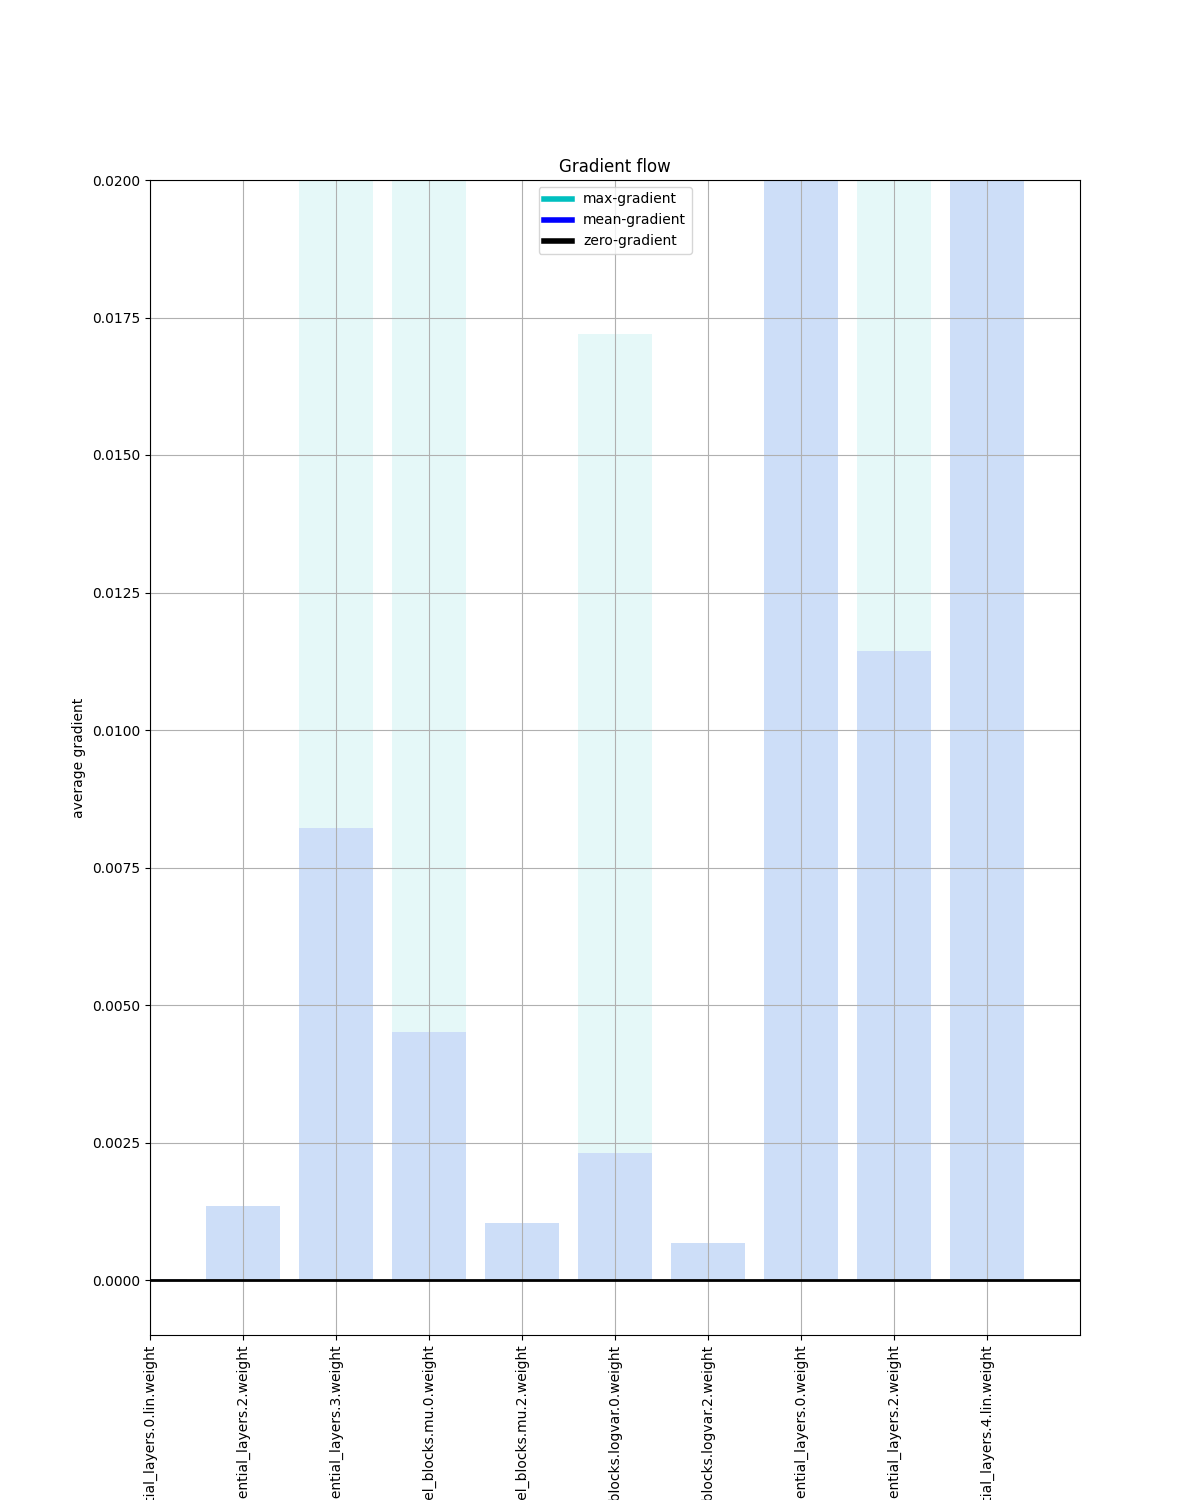 Gradient flow
max-gradient
mean-gradient
zero-gradient
0.0200
0.0175
0.0150
0.0125
0.0100
0.0075
0.0050
0.0025
0.0000
average gradient
tial_layers.0.lin.weight
ential_layers.2.weight
ential_layers.3.weight
el_blocks.mu.0.weight
el_blocks.mu.2.weight
blocks.logvar.0.weight
blocks.logvar.2.weight
ential_layers.0.weight
ential_layers.2.weight
tial_layers.4.lin.weight